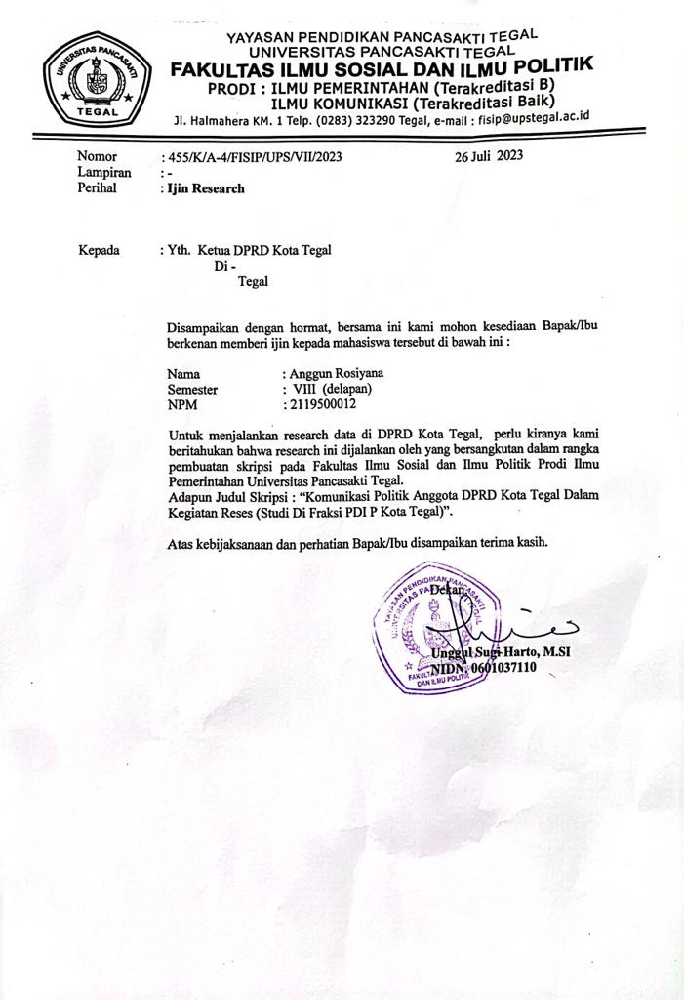 YAYASAN PENDIDIKAN PANCASAKTI TEGAL
UNIVERSITAS PANCASAKTI TEGAL
FAKULTAS ILMU SOSIAL DAN ILMU POLITIK
PRODI : ILMU PEMERINTAHAN (Terakreditasi B)
ILMU KOMUNIKASI (Terakreditasi Baik)
Jl. Halmahera KM. 1 Telp. (0283) 323290 Tegal, e-mail : fisip@upstegal.ac.id
UNIVERSITAS PANCASAKTI
TEGAL
Nomor : 455/K/A-4/FISIP/UPS/VII/2023 26 Juli 2023
Lampiran : -
Perihal : Ijin Research
Kepada : Yth. Ketua DPRD Kota Tegal
Di -
Tegal
Disampaikan dengan hormat, bersama ini kami mohon kesediaan Bapak/Ibu
berkenan memberi ijin kepada mahasiswa tersebut di bawah ini :
Nama : Anggun Rosiyana
Semester : VIII (delapan)
NPM : 2119500012
Untuk menjalankan research data di DPRD Kota Tegal, perlu kiranya kami
beritahukan bahwa research ini dijalankan oleh yang bersangkutan dalam rangka
pembuatan skripsi pada Fakultas Ilmu Sosial dan Ilmu Politik Prodi Ilmu
Pemerintahan Universitas Pancasakti Tegal.
Adapun Judul Skripsi : “Komunikasi Politik Anggota DPRD Kota Tegal Dalam
Kegiatan Reses (Studi Di Fraksi PDI P Kota Tegal)”.
Atas kebijaksanaan dan perhatian Bapak/Ibu disampaikan terima kasih.
Dekan,
Unggul Sugi Harto, M.SI
NIDN. 0601037110
YAYASAN PENDIDIKAN PANCASAKTI
TEGAL
DAN ILMU POLITIK